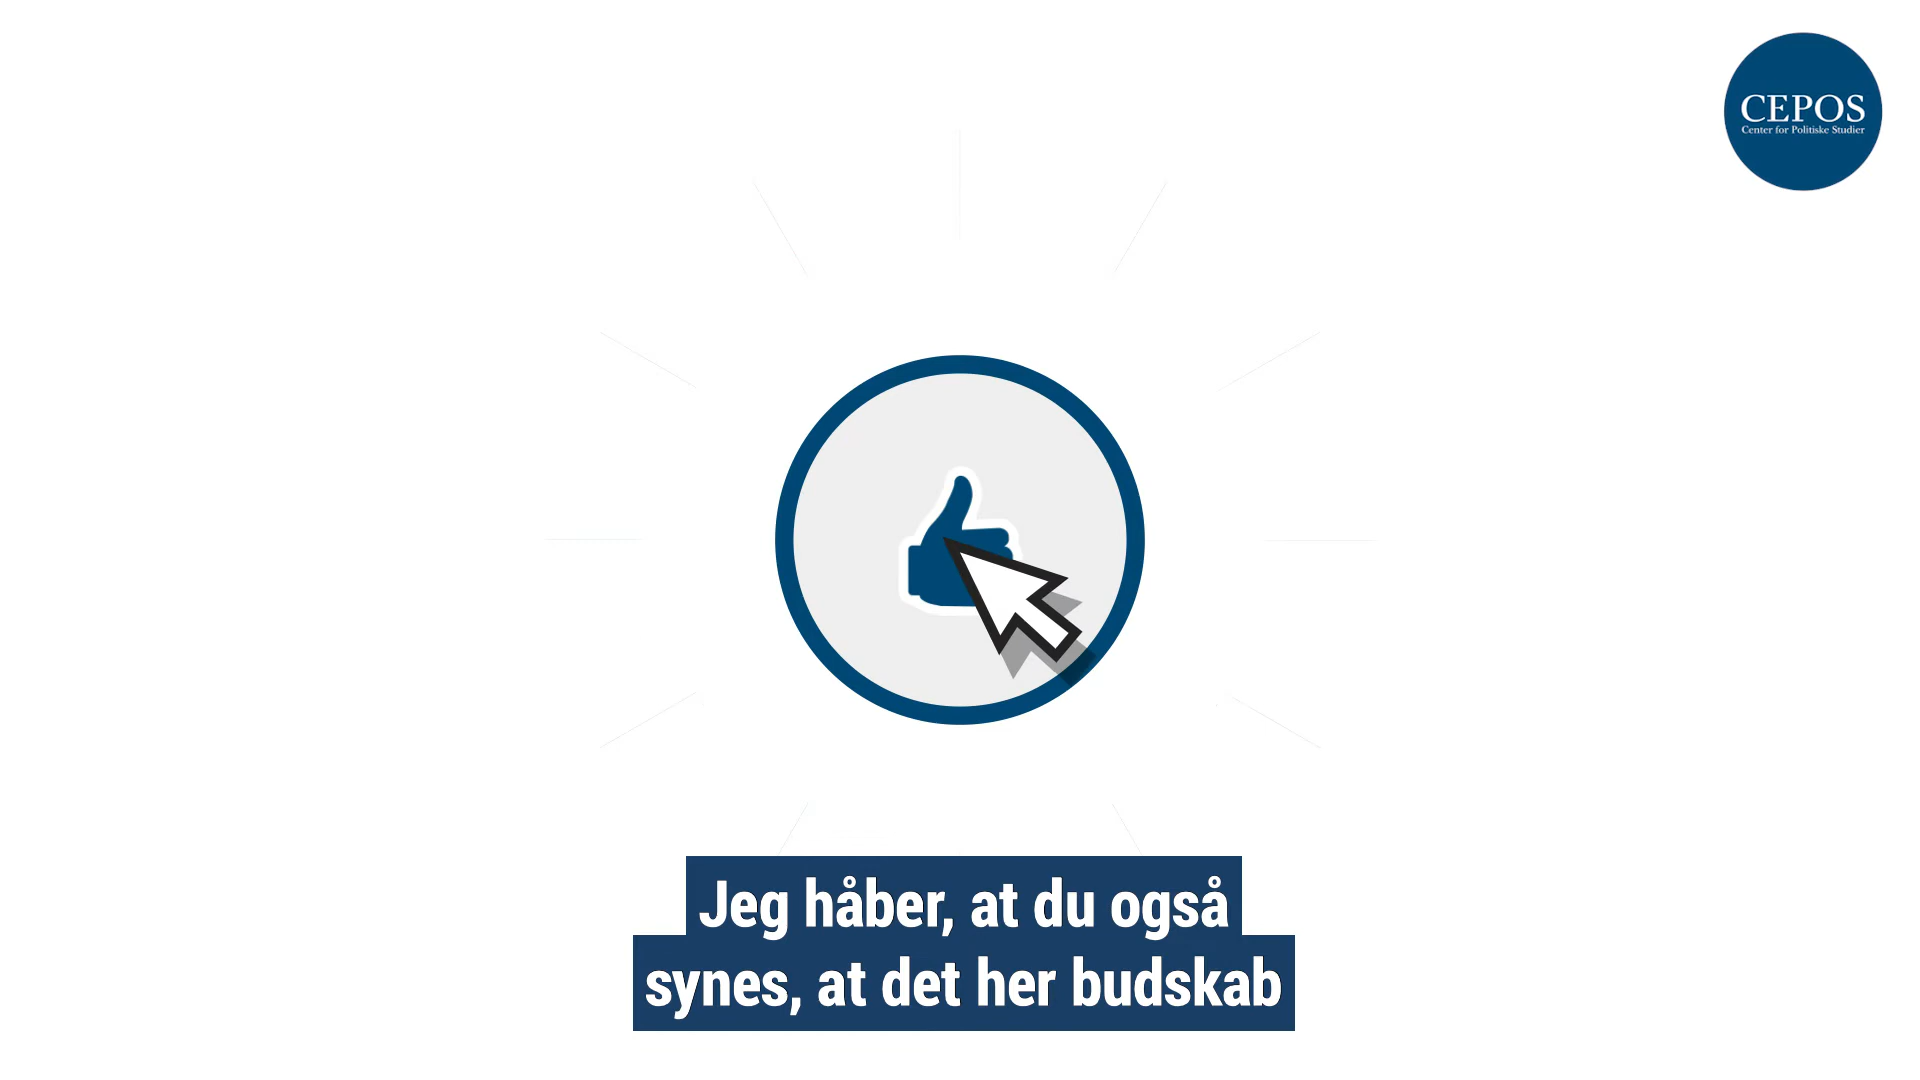 CEPOS
Center for Politiske Studier
Jeg håber, at du også
synes, at det her budskab